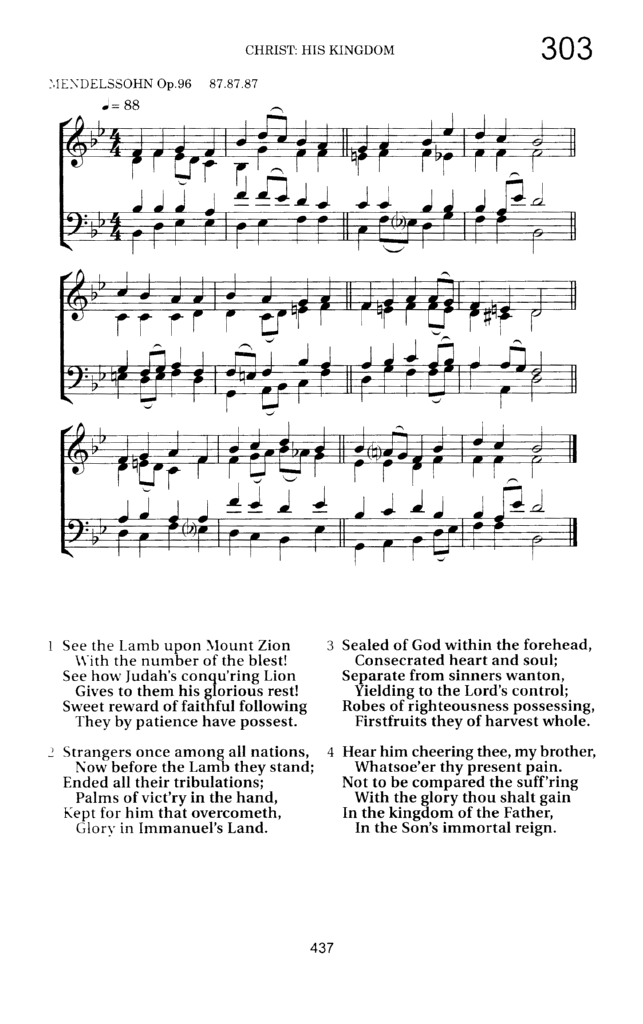 CHRIST: HIS KINGDOM
303
MENDELSSOHN Op.96 87.87.87
♩= 88
1 See the Lamb upon Mount Zion
With the number of the blest!
See how Judah's conqu'ring Lion
Gives to them his glorious rest!
Sweet reward of faithful following
They by patience have possest.
2 Strangers once among all nations,
Now before the Lamb they stand;
Ended all their tribulations;
Palms of vict'ry in the hand,
Kept for him that overcometh,
Glory in Immanuel's Land.
3 Sealed of God within the forehead,
Consecrated heart and soul;
Separate from sinners wanton,
Yielding to the Lord's control;
Robes of righteousness possessing,
Firstfruits they of harvest whole.
4 Hear him cheering thee, my brother,
Whatsoe'er thy present pain.
Not to be compared the suff'ring
With the glory thou shalt gain
In the kingdom of the Father,
In the Son's immortal reign.
437